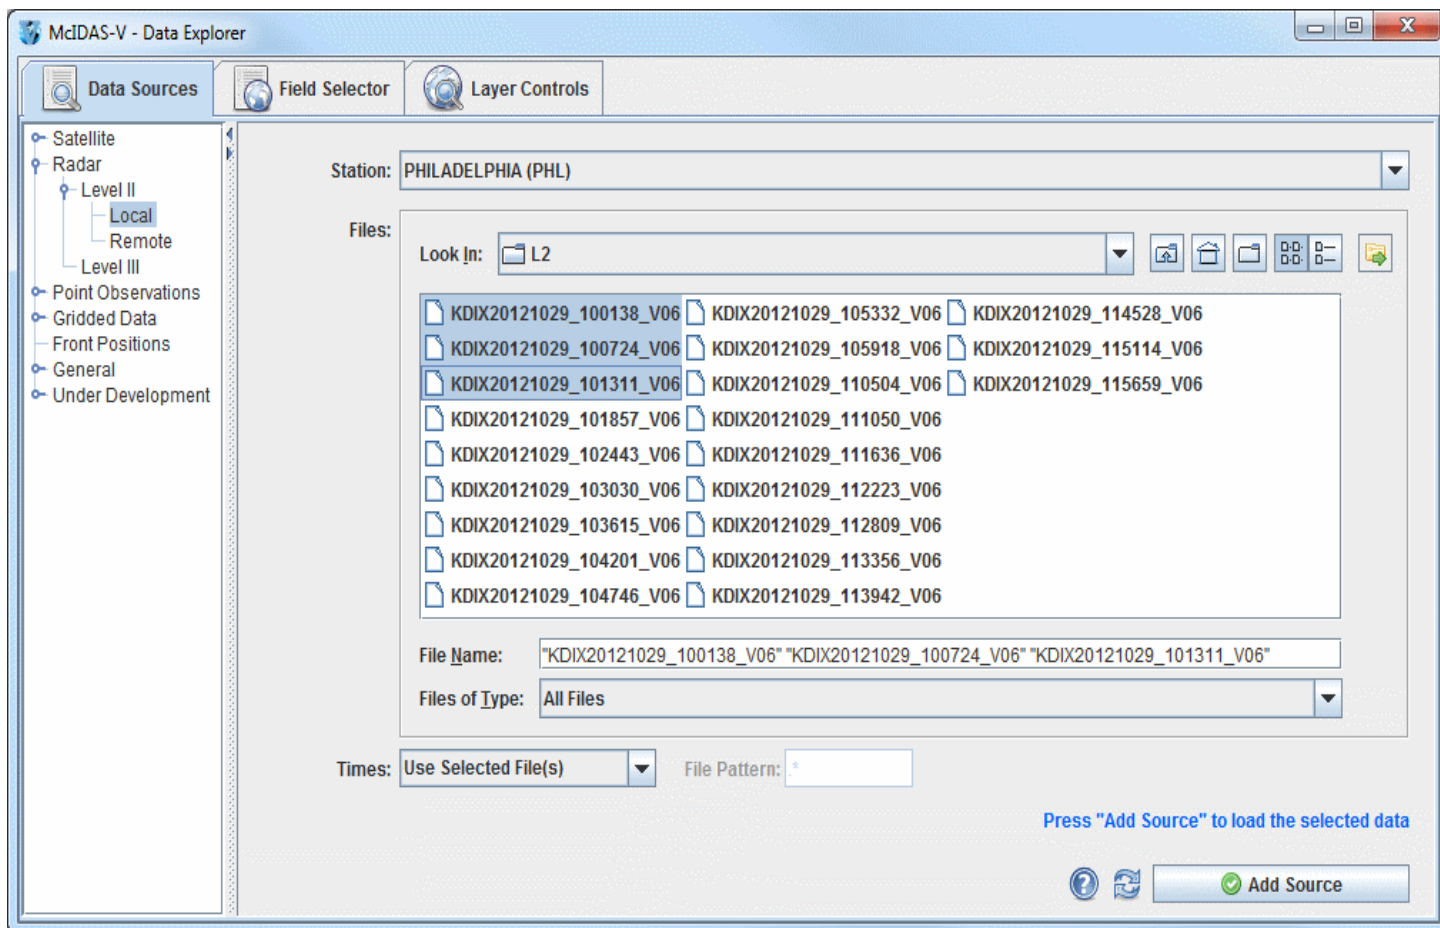 McIDAS-V - Data Explorer
Data Sources
Field Selector
Layer Controls
Satellite
Radar
Level II
Local
Remote
Level III
Point Observations
Gridded Data
Front Positions
General
Under Development
Station: PHILADELPHIA (PHL)
Files:
Look In: L2
KDIX20121029_100138_V06 KDIX20121029_105332_V06 KDIX20121029_114528_V06
KDIX20121029_100724_V06 KDIX20121029_105918_V06 KDIX20121029_115114_V06
KDIX20121029_101311_V06 KDIX20121029_110504_V06 KDIX20121029_115659_V06
KDIX20121029_101857_V06 KDIX20121029_111050_V06
KDIX20121029_102443_V06 KDIX20121029_111636_V06
KDIX20121029_103030_V06 KDIX20121029_112223_V06
KDIX20121029_103615_V06 KDIX20121029_112809_V06
KDIX20121029_104201_V06 KDIX20121029_113356_V06
KDIX20121029_104746_V06 KDIX20121029_113942_V06
File Name: "KDIX20121029_100138_V06" "KDIX20121029_100724_V06" "KDIX20121029_101311_V06"
Files of Type: All Files
Times: Use Selected File(s) File Pattern: .*
Press "Add Source" to load the selected data
Add Source